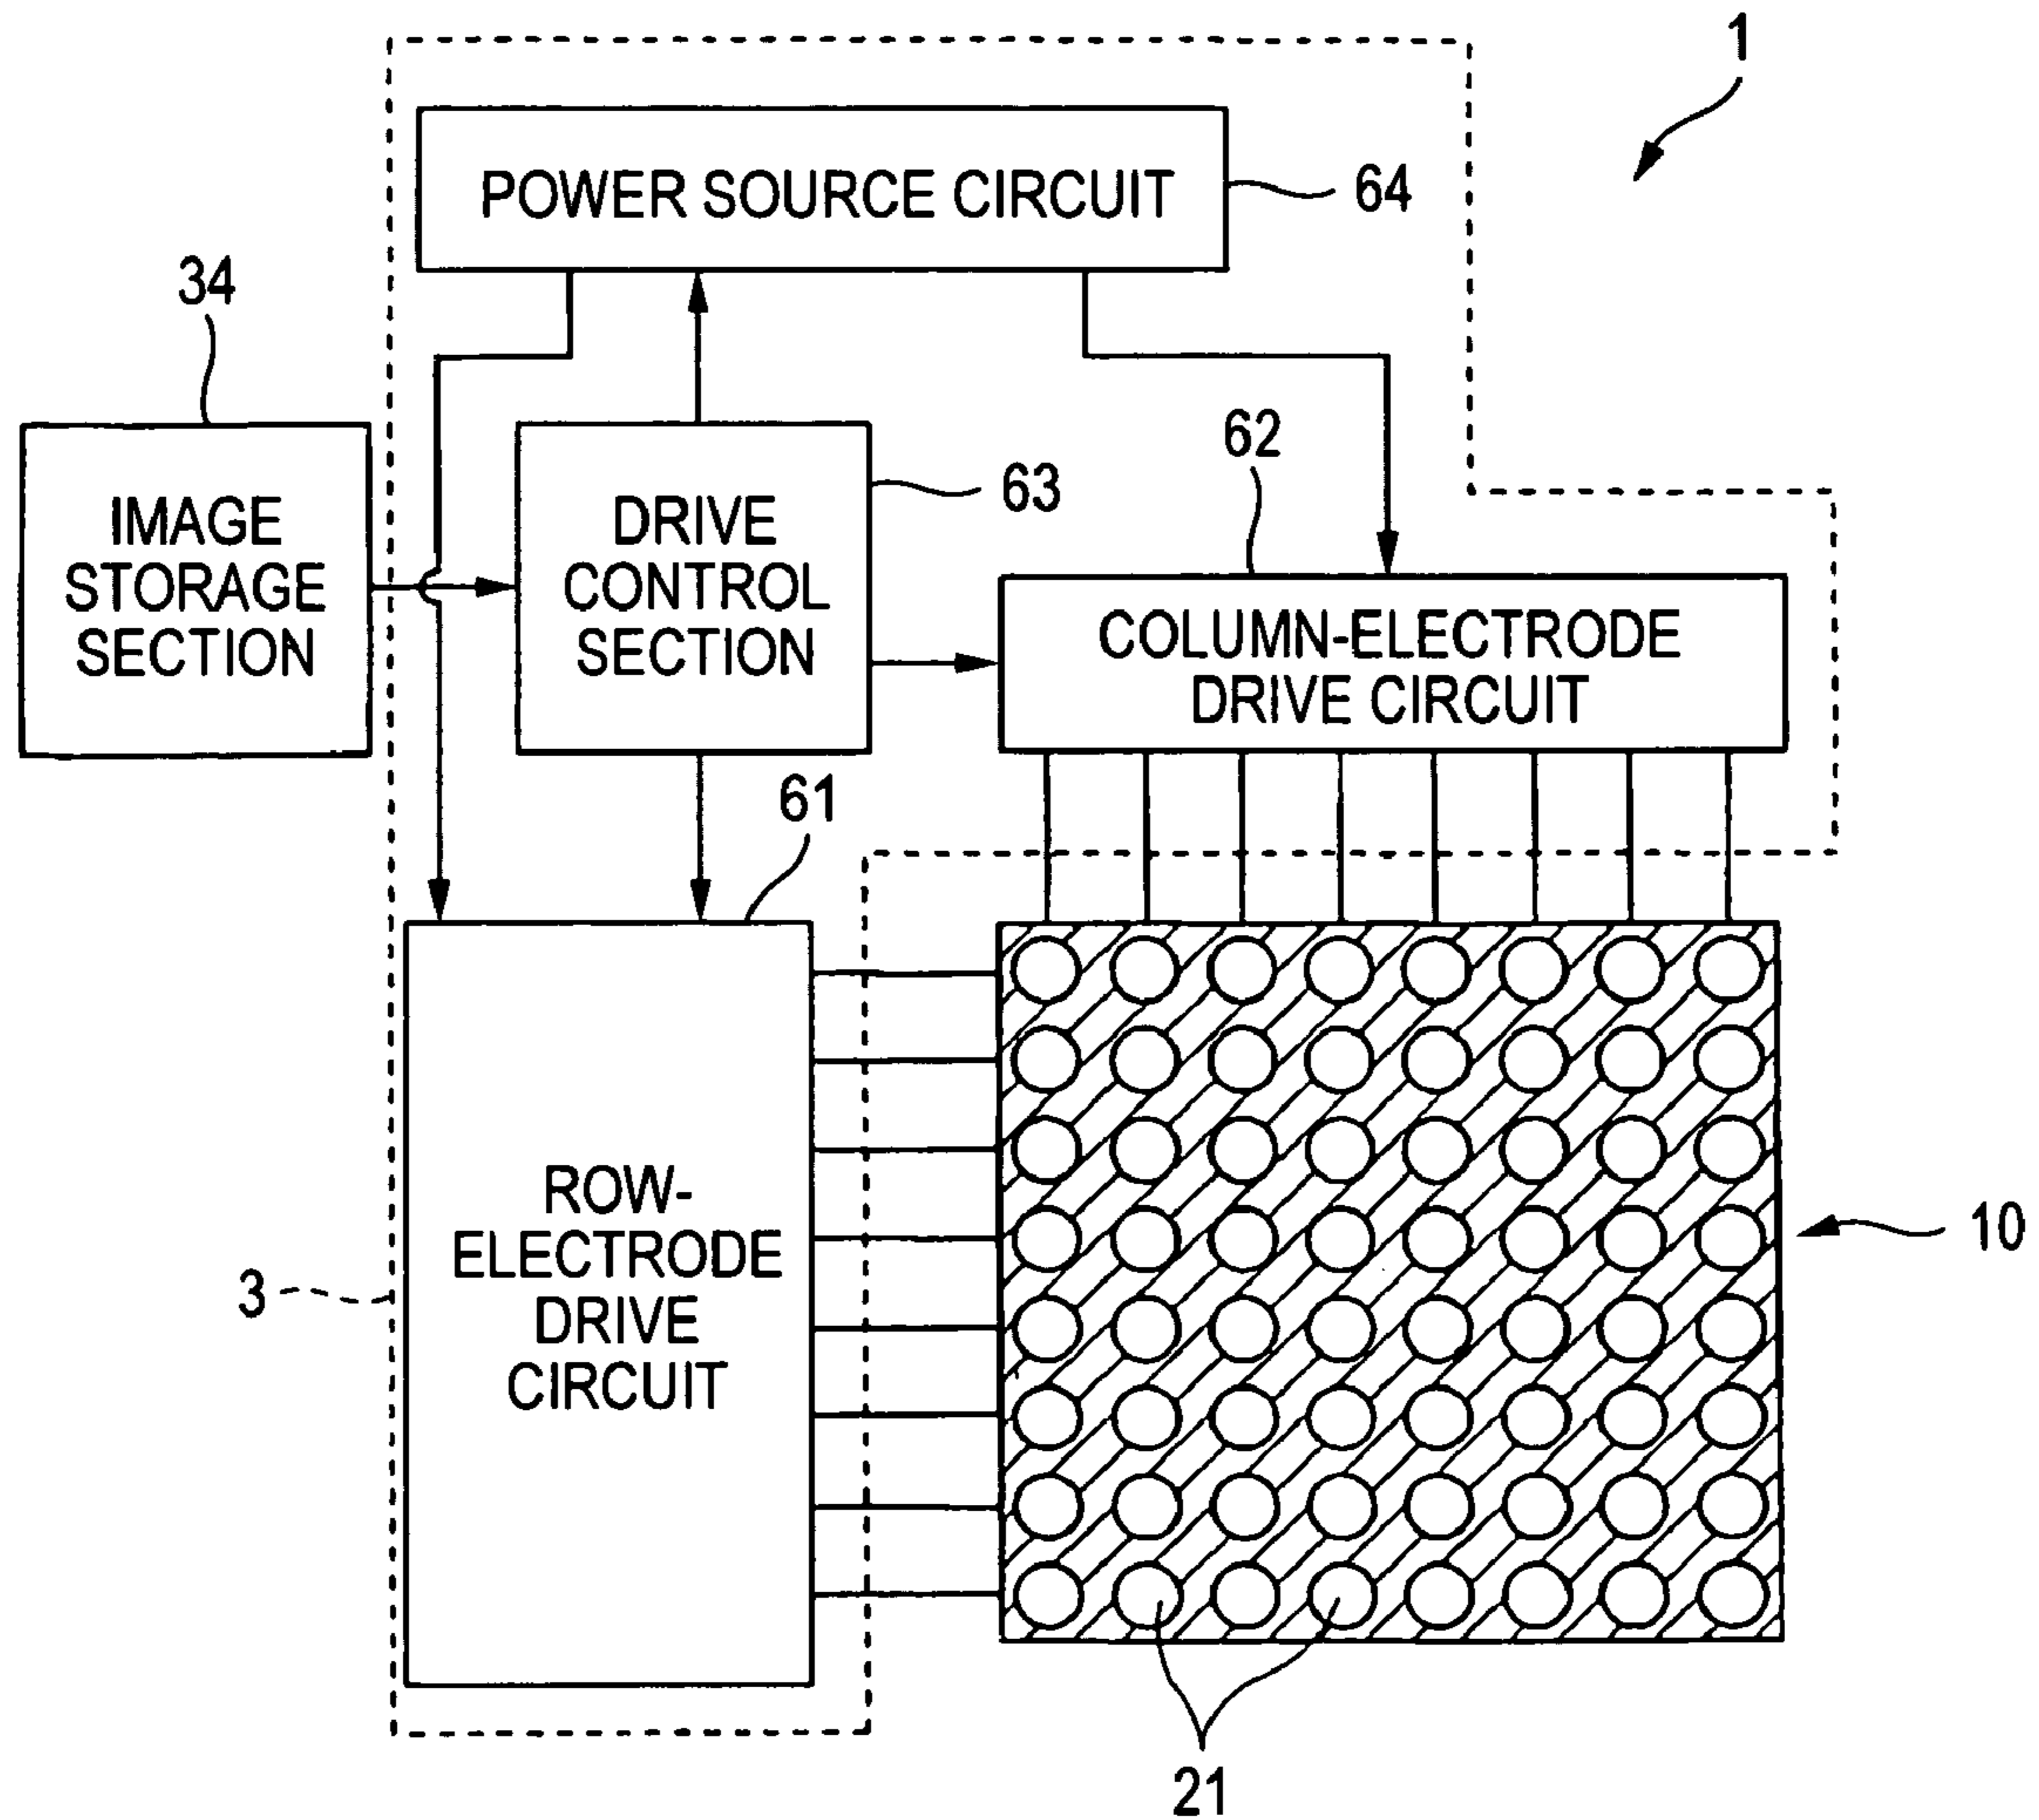 1
POWER SOURCE CIRCUIT
64
34
62
63
IMAGE
STORAGE
SECTION
DRIVE
CONTROL
SECTION
COLUMN-ELECTRODE
DRIVE CIRCUIT
61
ROW-
ELECTRODE
DRIVE
CIRCUIT
10
3
21